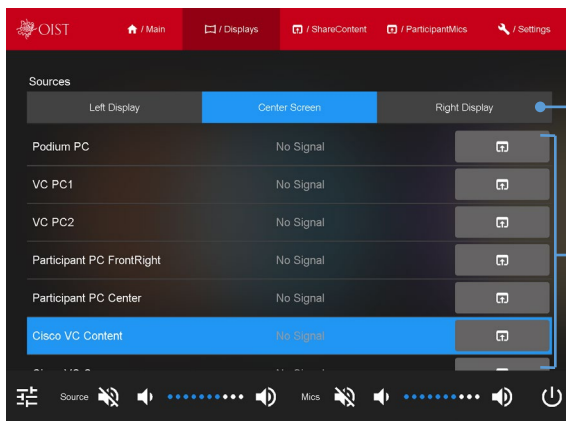 OIST
/ Main
/ Displays
/ ShareContent
/ ParticipantMics
/ Settings
Sources
Left Display
Center Screen
Right Display
Podium PC No Signal
VC PC1 No Signal
VC PC2 No Signal
Participant PC FrontRight No Signal
Participant PC Center No Signal
Cisco VC Content No Signal
Source
Mics